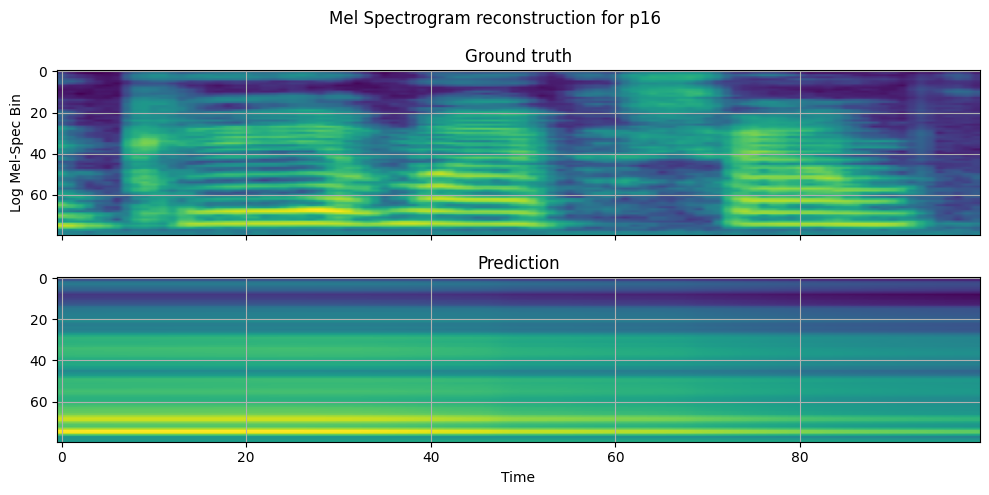 Mel Spectrogram reconstruction for p16
Ground truth
Log Mel-Spec Bin
0
20
40
60
Prediction
0
20
40
60
0 20 40 60 80
Time